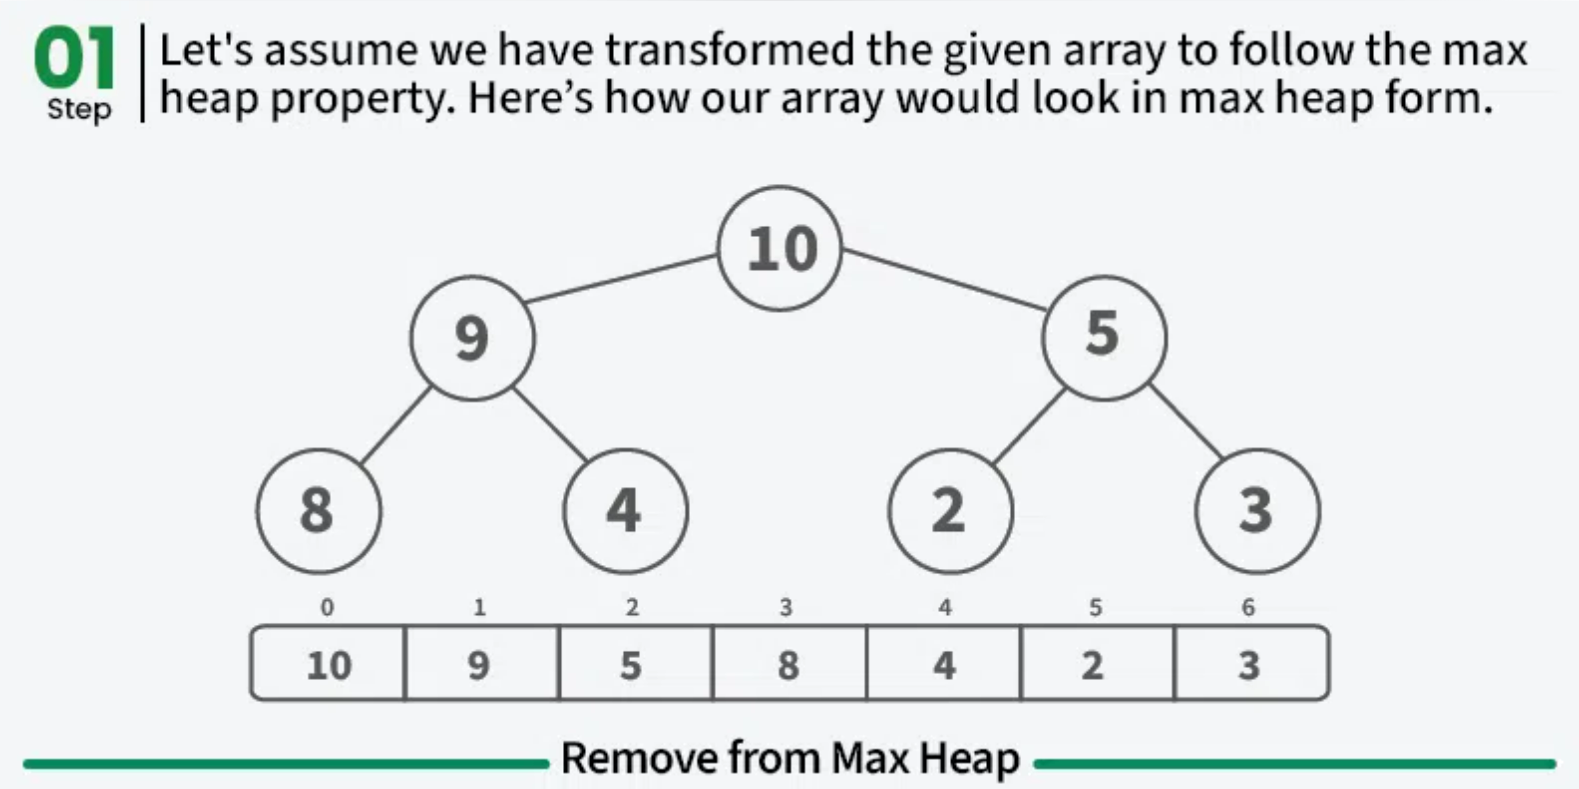 01
Step
Let's assume we have transformed the given array to follow the max
heap property. Here’s how our array would look in max heap form.
10
9 5
8 4 2 3
0 1 2 3 4 5 6
10 9 5 8 4 2 3
Remove from Max Heap